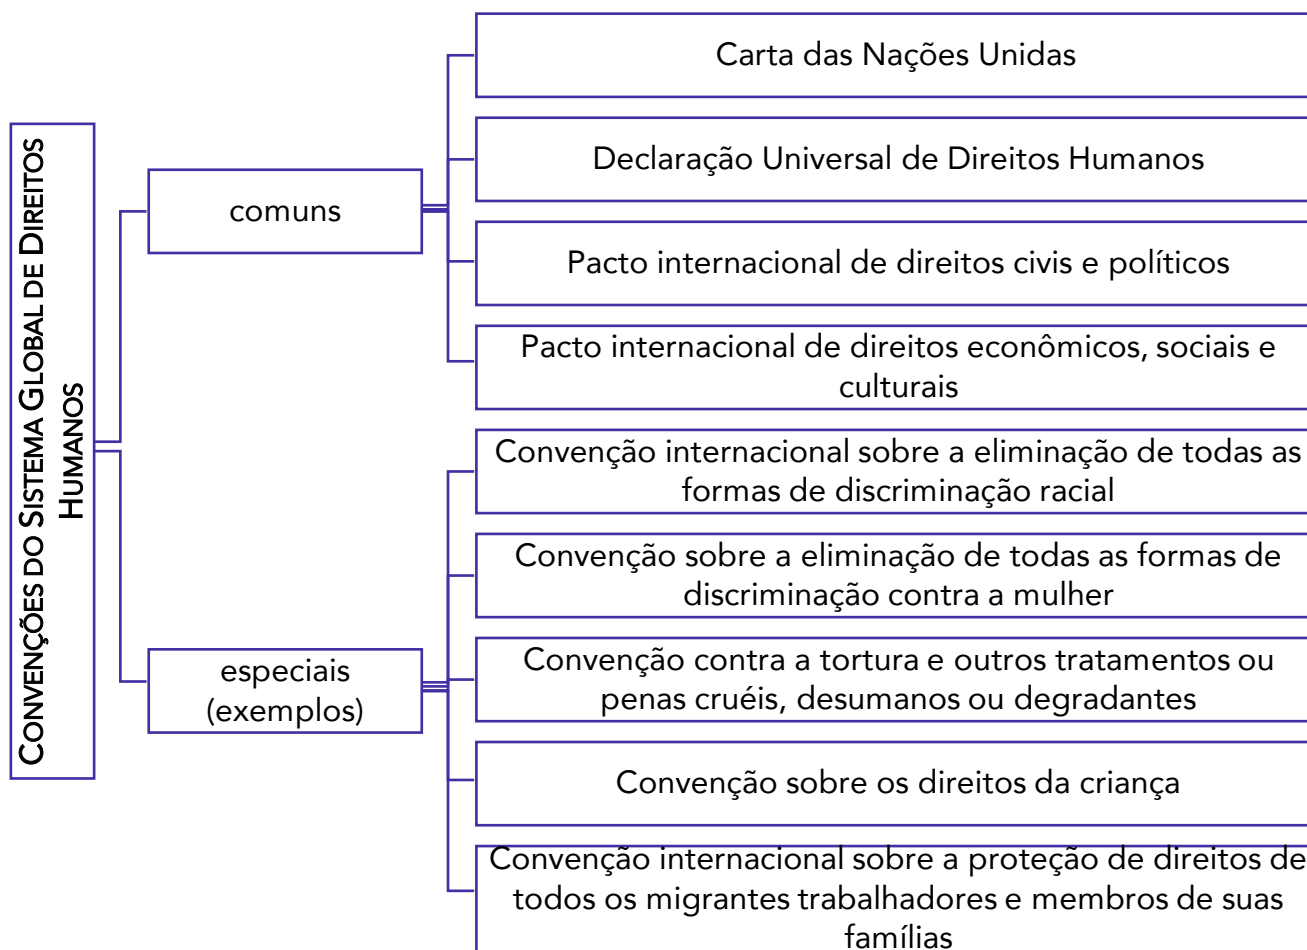 CONVENÇÕES DO SISTEMA GLOBAL DE DIREITOS
HUMANOS
comuns
Carta das Nações Unidas
Declaração Universal de Direitos Humanos
Pacto internacional de direitos civis e políticos
Pacto internacional de direitos econômicos, sociais e
culturais
especiais
(exemplos)
Convenção internacional sobre a eliminação de todas as
formas de discriminação racial
Convenção sobre a eliminação de todas as formas de
discriminação contra a mulher
Convenção contra a tortura e outros tratamentos ou
penas cruéis, desumanos ou degradantes
Convenção sobre os direitos da criança
Convenção internacional sobre a proteção de direitos de
todos os migrantes trabalhadores e membros de suas
famílias